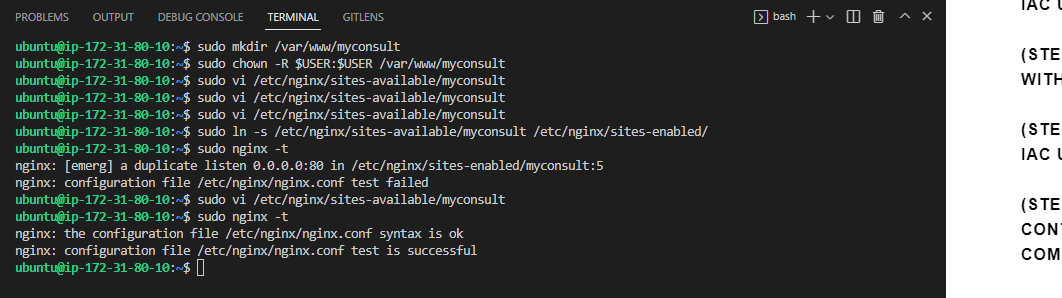 PROBLEMS OUTPUT DEBUG CONSOLE TERMINAL GITLENS bash
ubuntu@ip-172-31-80-10:~$ sudo mkdir /var/www/myconsult
ubuntu@ip-172-31-80-10:~$ sudo chown -R $USER:$USER /var/www/myconsult
ubuntu@ip-172-31-80-10:~$ sudo vi /etc/nginx/sites-available/myconsult
ubuntu@ip-172-31-80-10:~$ sudo vi /etc/nginx/sites-available/myconsult
ubuntu@ip-172-31-80-10:~$ sudo vi /etc/nginx/sites-available/myconsult
ubuntu@ip-172-31-80-10:~$ sudo ln -s /etc/nginx/sites-available/myconsult /etc/nginx/sites-enabled/
ubuntu@ip-172-31-80-10:~$ sudo nginx -t
nginx: [emerg] a duplicate listen 0.0.0.0:80 in /etc/nginx/sites-enabled/myconsult:5
nginx: configuration file /etc/nginx/nginx.conf test failed
ubuntu@ip-172-31-80-10:~$ sudo vi /etc/nginx/sites-available/myconsult
ubuntu@ip-172-31-80-10:~$ sudo nginx -t
nginx: the configuration file /etc/nginx/nginx.conf syntax is ok
nginx: configuration file /etc/nginx/nginx.conf test is successful
ubuntu@ip-172-31-80-10:~$
IAC
(STE
WITH
(STE
IAC
(STE
CON
COM